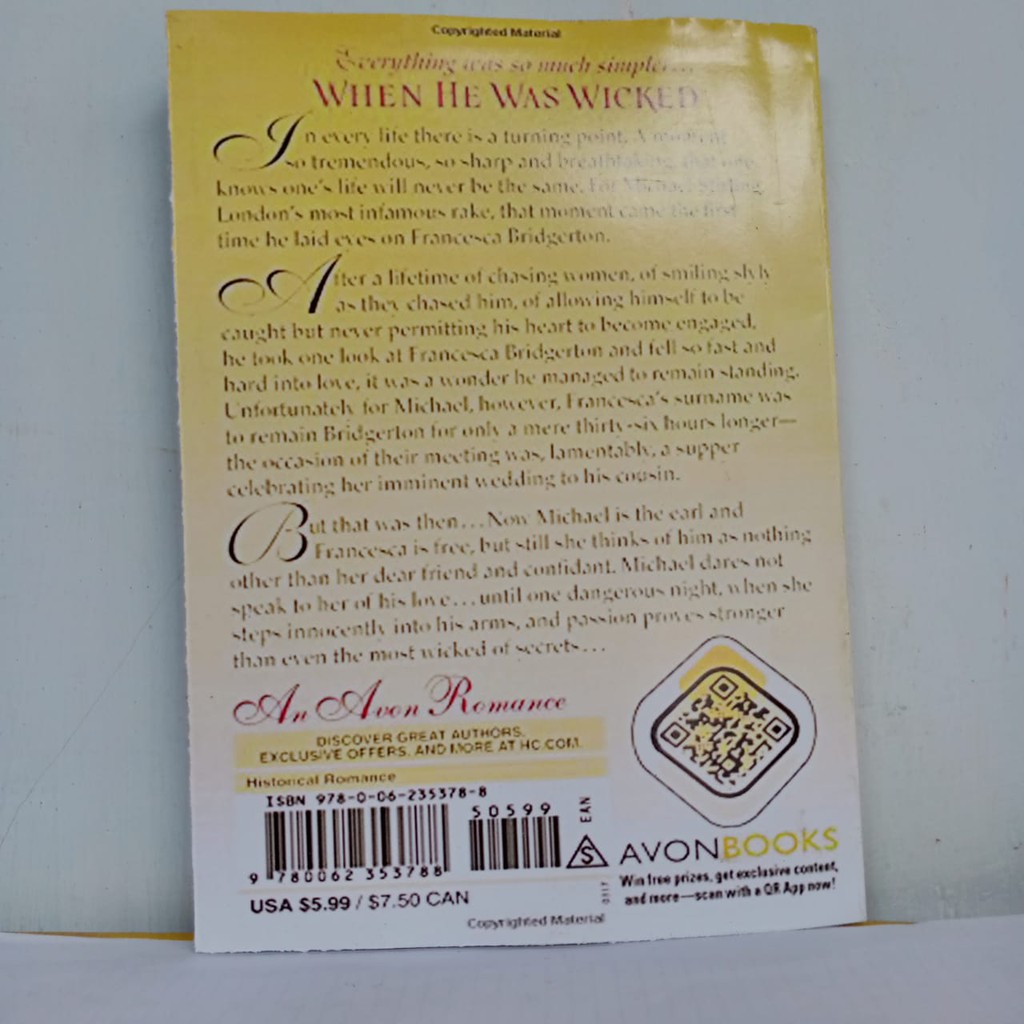 Copyrighted Material
Everything was so much simpler...
WHEN HE WAS WICKED
In every life there is a turning point. A moment
so tremendous, so sharp and breathtaking, that one
knows one's life will never be the same. For Michael Stirling,
London's most infamous rake, that moment came the first
time he laid eyes on Francesca Bridgerton.
After a lifetime of chasing women, of smiling slyly
as they chased him, of allowing himself to be
caught but never permitting his heart to become engaged,
he took one look at Francesca Bridgerton and fell so fast and
hard into love, it was a wonder he managed to remain standing.
Unfortunately for Michael, however, Francesca's surname was
to remain Bridgerton for only a mere thirty-six hours longer—
the occasion of their meeting was, lamentably, a supper
celebrating her imminent wedding to his cousin.
But that was then... Now Michael is the earl and
Francesca is free, but still she thinks of him as nothing
other than her dear friend and confidant. Michael dares not
speak to her of his love... until one dangerous night, when she
steps innocently into his arms, and passion proves stronger
than even the most wicked of secrets...
An Avon Romance
DISCOVER GREAT AUTHORS,
EXCLUSIVE OFFERS, AND MORE AT HC.COM.
Historical Romance
ISBN 978-0-06-235378-8
50599
EAN
9 780062 353788
S
AVONBOOKS
Win free prizes, get exclusive content,
and more—scan with a QR App now!
0317
USA $5.99 / $7.50 CAN
Copyrighted Material